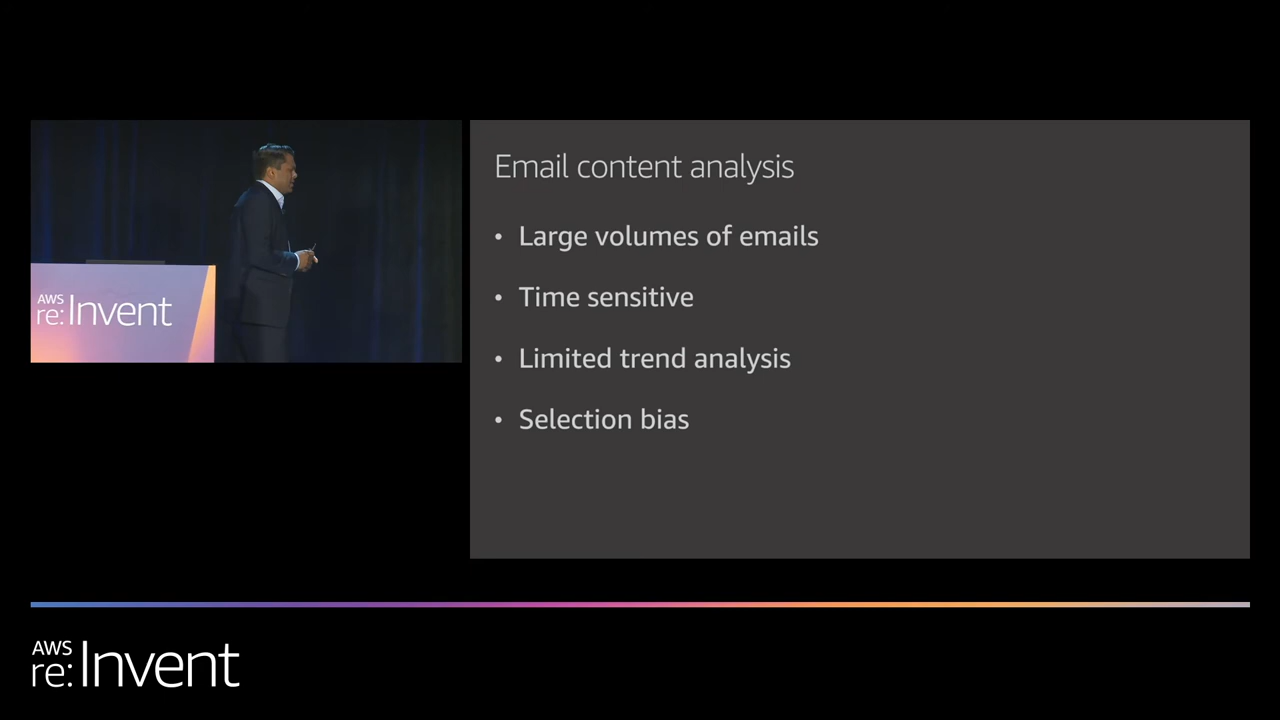 AWS
re:Invent
Email content analysis
• Large volumes of emails
• Time sensitive
• Limited trend analysis
• Selection bias
AWS
re:Invent